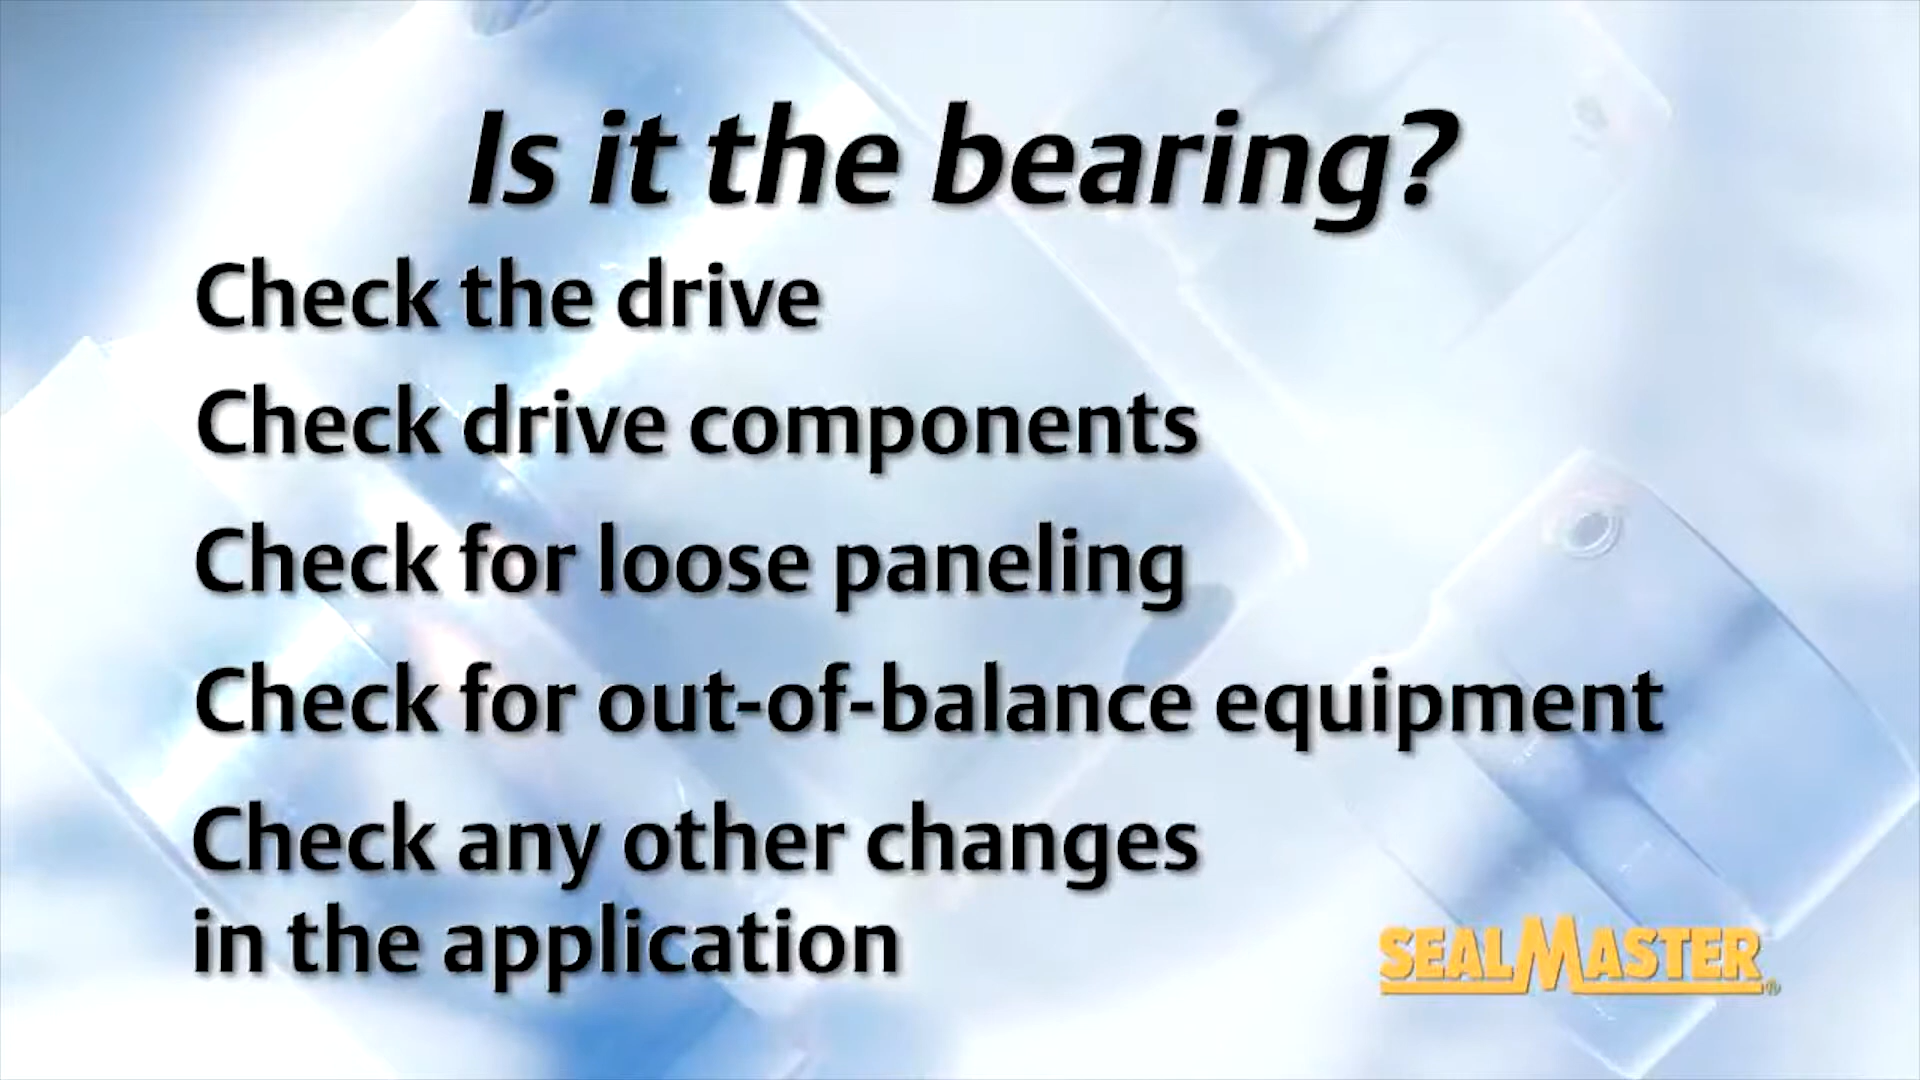 Is it the bearing?
Check the drive
Check drive components
Check for loose paneling
Check for out-of-balance equipment
Check any other changes
in the application
SEALMASTER®